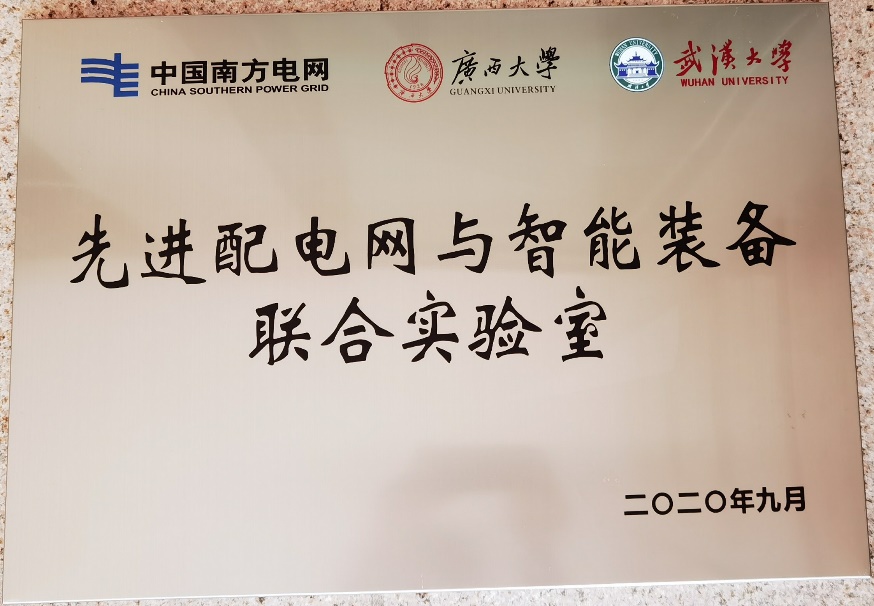 中国南方电网
CHINA SOUTHERN POWER GRID
廣西大學
GUANGXI UNIVERSITY
武漢大學
WUHAN UNIVERSITY
先进配电网与智能装备
联合实验室
二〇二〇年九月